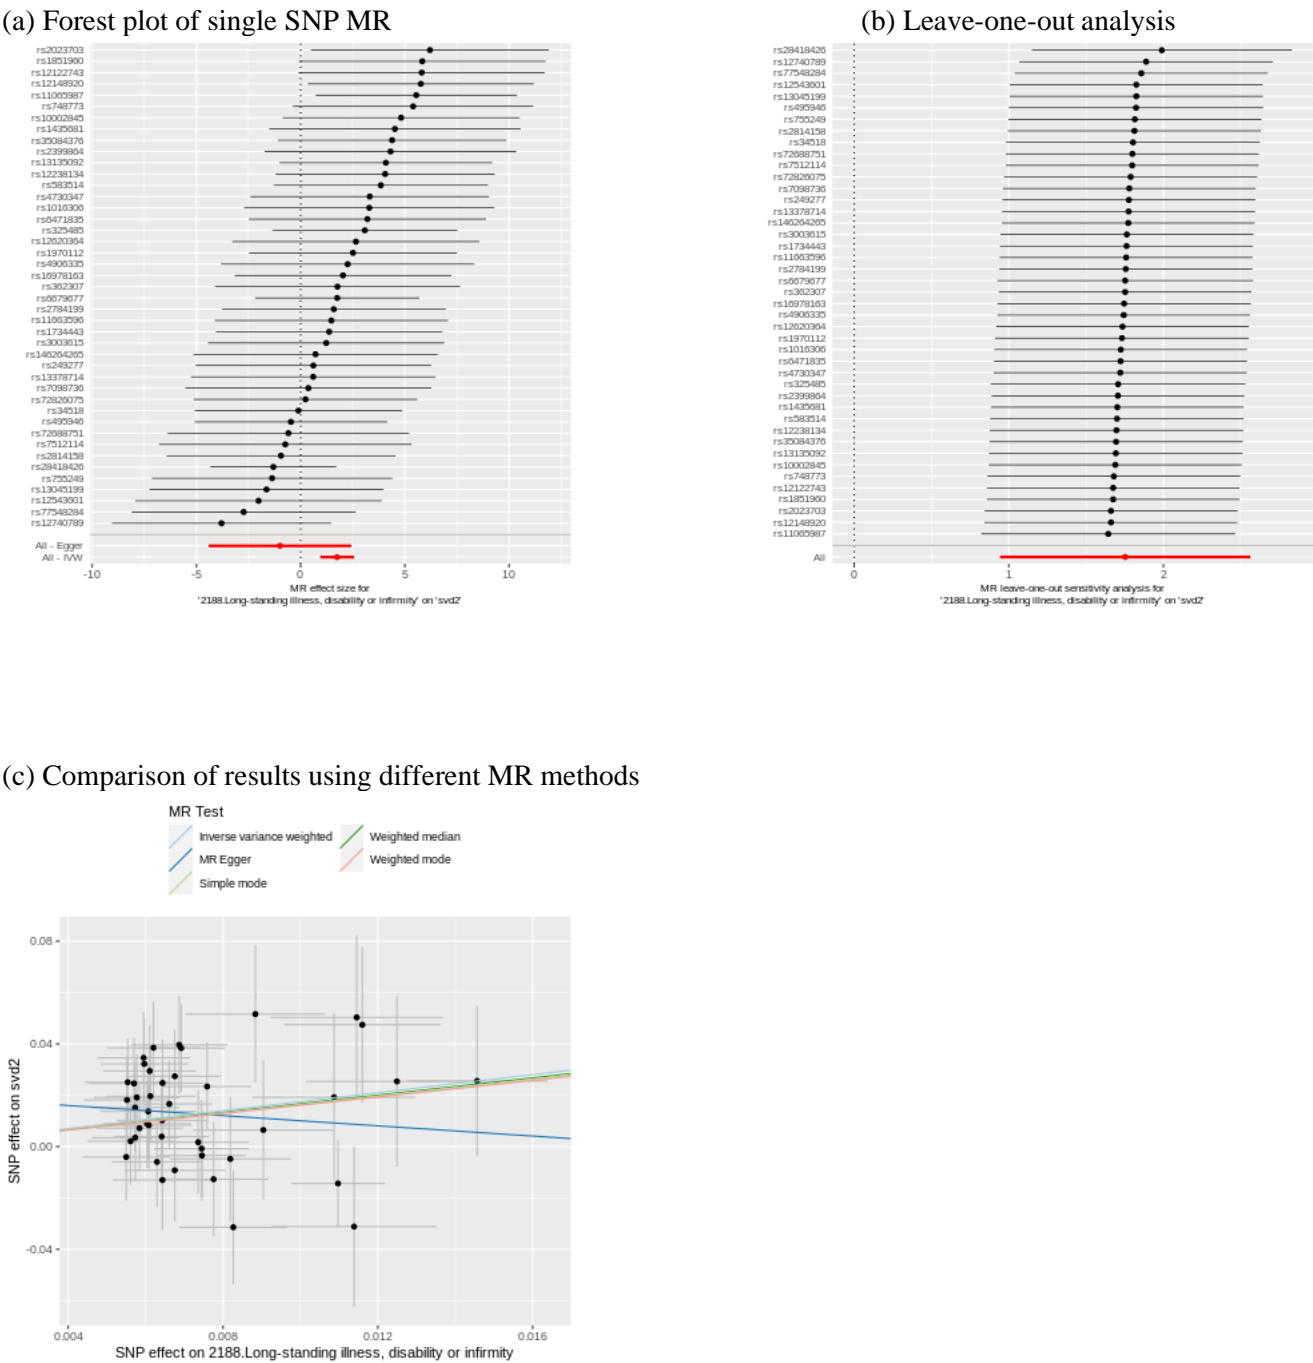 (a) Forest plot of single SNP MR
rs2023703
rs1851960
rs12122743
rs12148920
rs11065987
rs748773
rs10002845
rs1435681
rs35084376
rs2399864
rs13135092
rs12238134
rs583514
rs4730347
rs1016306
rs6471835
rs325485
rs12620364
rs1970112
rs4906335
rs16978163
rs362307
rs6679677
rs2784199
rs11663596
rs1734443
rs3003615
rs146264265
rs249277
rs13378714
rs7098736
rs72826075
rs34518
rs495946
rs72688751
rs7512114
rs2814158
rs28418426
rs755249
rs13045199
rs12543601
rs77548284
rs12740789
All - Egger
All - IVW
-10 -5 0 5 10
MR effect size for
'2188.Long-standing illness, disability or infirmity' on 'svd2'
(b) Leave-one-out analysis
rs28418426
rs12740789
rs77548284
rs12543601
rs13045199
rs495946
rs755249
rs2814158
rs34518
rs72688751
rs7512114
rs72826075
rs7098736
rs249277
rs13378714
rs146264265
rs3003615
rs1734443
rs11663596
rs2784199
rs6679677
rs362307
rs16978163
rs4906335
rs12620364
rs1970112
rs1016306
rs6471835
rs4730347
rs325485
rs2399864
rs1435681
rs583514
rs12238134
rs35084376
rs13135092
rs10002845
rs748773
rs12122743
rs1851960
rs2023703
rs12148920
rs11065987
All
0 1 2
MR leave-one-out sensitivity analysis for
'2188.Long-standing illness, disability or infirmity' on 'svd2'
(c) Comparison of results using different MR methods
MR Test
Inverse variance weighted
MR Egger
Simple mode
Weighted median
Weighted mode
SNP effect on svd2
0.08
0.04
0.00
-0.04
0.004 0.008 0.012 0.016
SNP effect on 2188.Long-standing illness, disability or infirmity